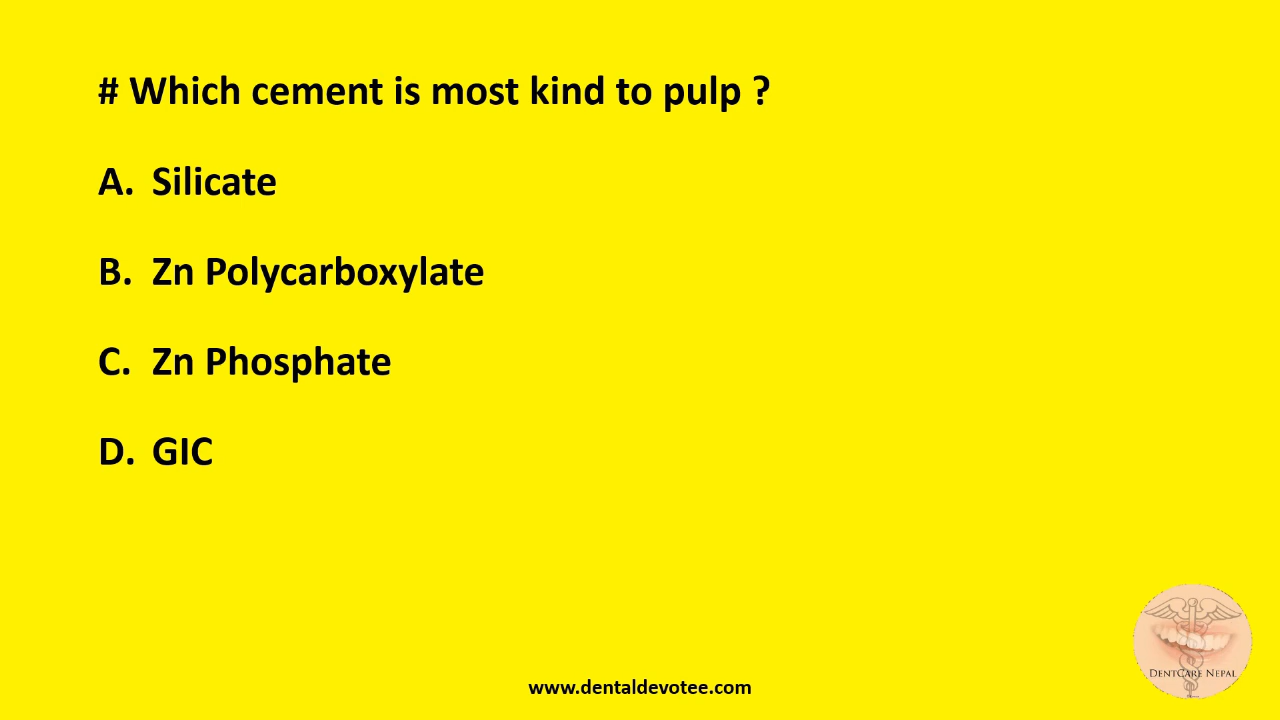 # Which cement is most kind to pulp ?
A. Silicate
B. Zn Polycarboxylate
C. Zn Phosphate
D. GIC
DENTCARE NEPAL
www.dentaldevotee.com